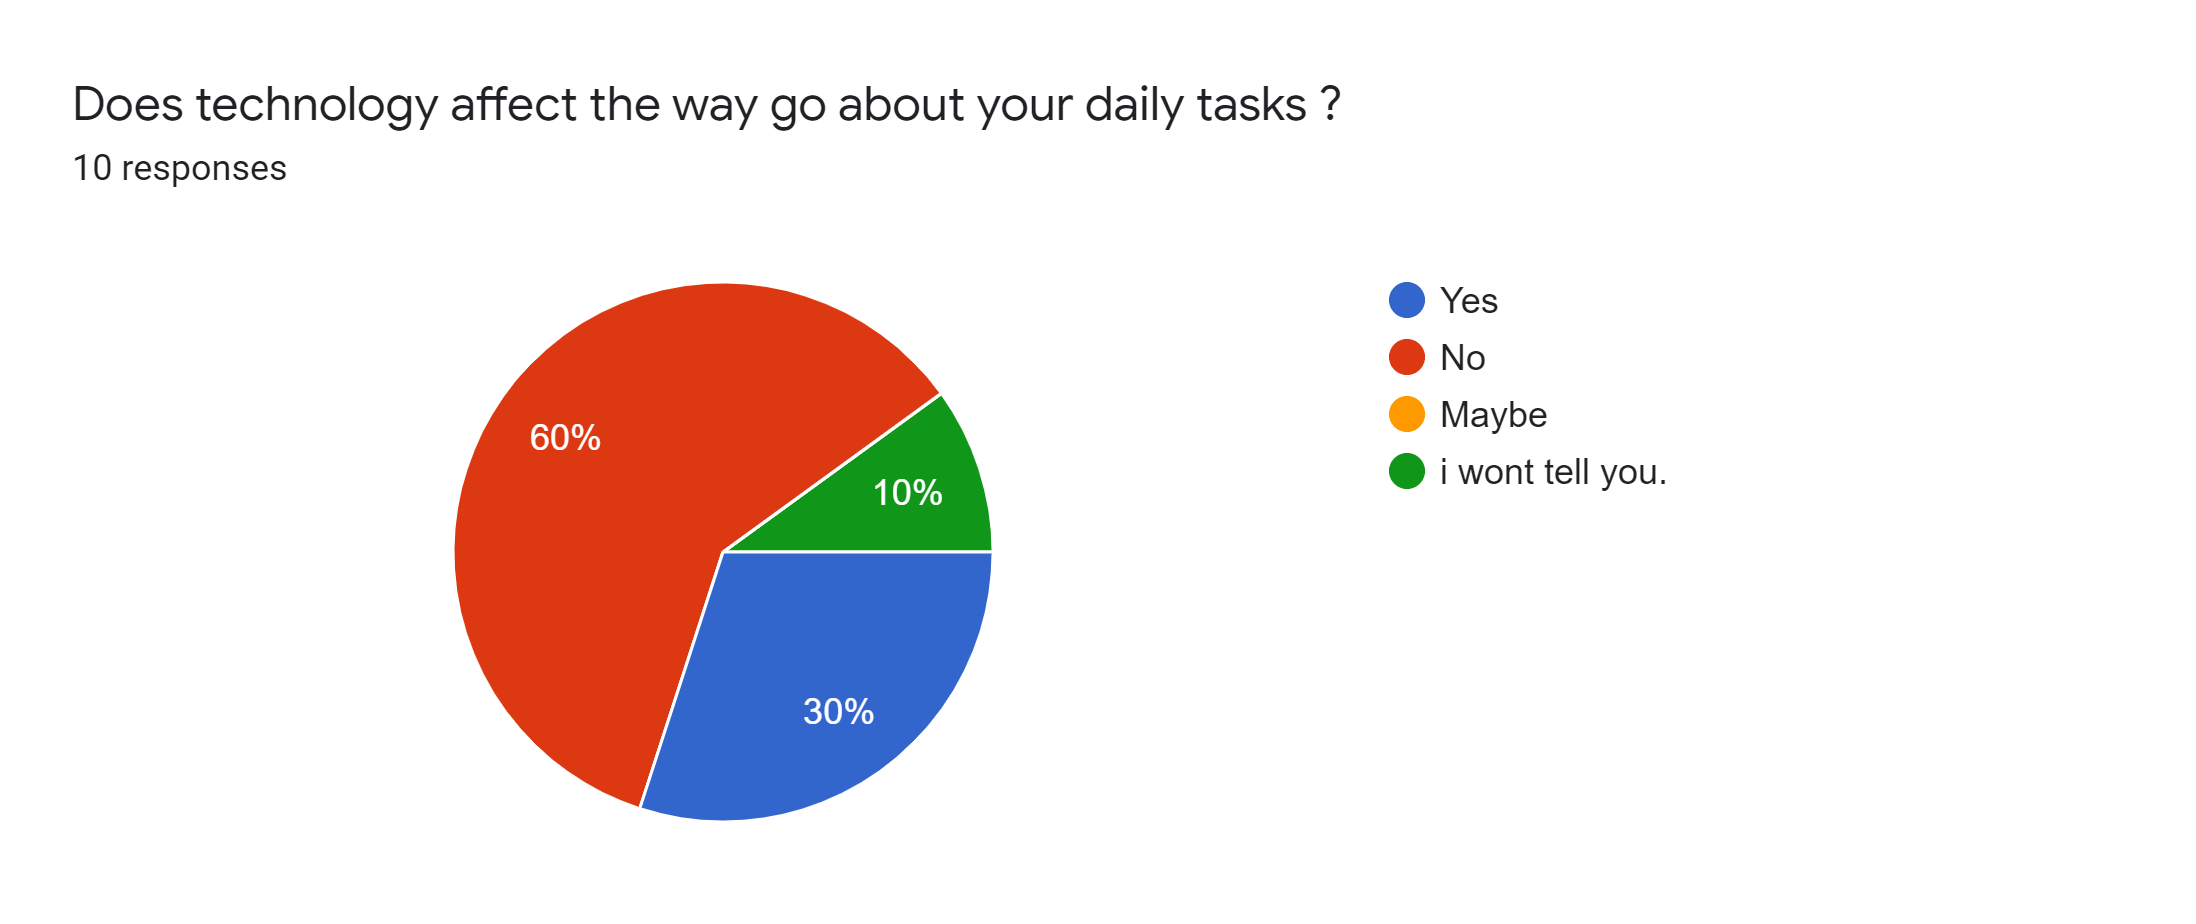 Does technology affect the way go about your daily tasks ?
10 responses
60%
10%
30%
Yes
No
Maybe
i wont tell you.